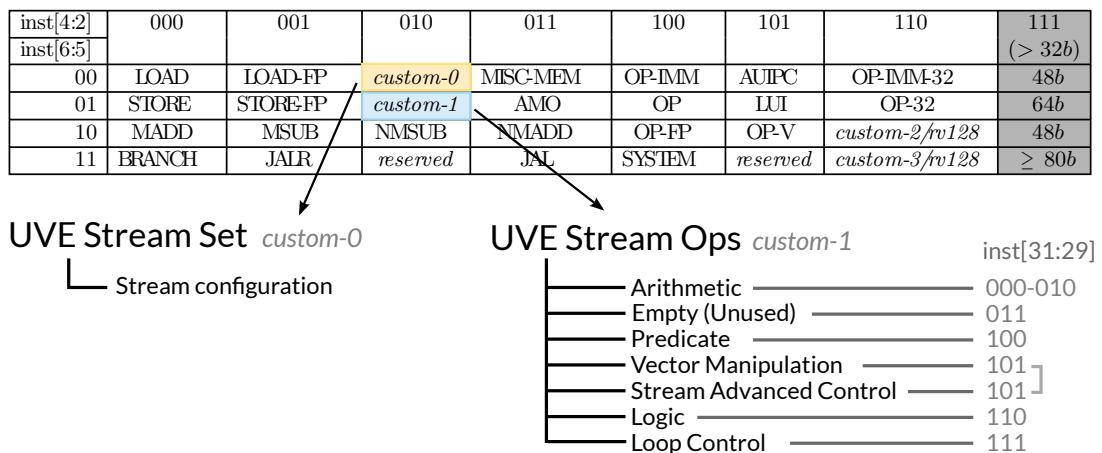 inst[4:2] 000 001 010 011 100 101 110 111
inst[6:5] (> 32b)
00 LOAD LOAD-FP custom-0 MISC-MEM OP-IMM AUIPC OP-IMM-32 48b
01 STORE STORE-FP custom-1 AMO OP LUI OP-32 64b
10 MADD MSUB NMSUB NMADD OP-FP OP-V custom-2/rv128 48b
11 BRANCH JALR reserved JAL SYSTEM reserved custom-3/rv128 ≥ 80b
UVE Stream Set custom-0
Stream configuration
UVE Stream Ops custom-1
inst[31:29]
Arithmetic 000-010
Empty (Unused) 011
Predicate 100
Vector Manipulation 101
Stream Advanced Control 101
Logic 110
Loop Control 111